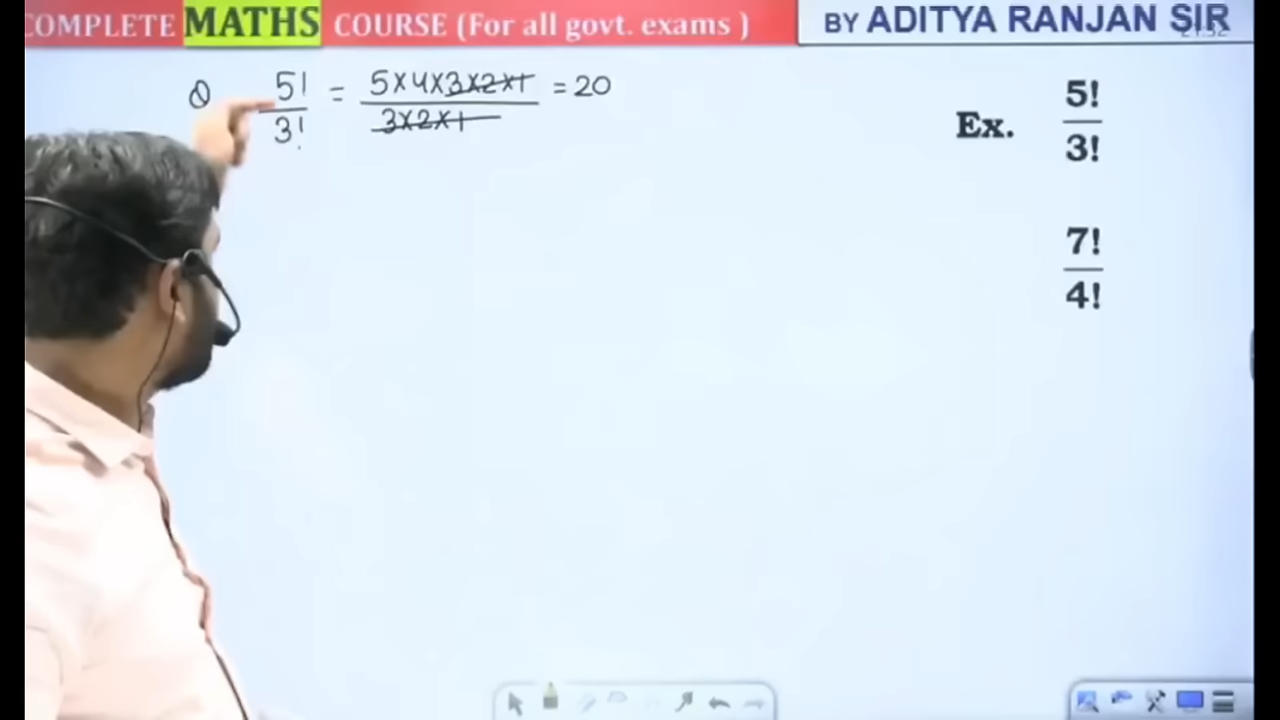 COMPLETE MATHS COURSE (For all govt. exams )
BY ADITYA RANJAN SIR
Q 5!/3! = 5×4×3×2×1/3×2×1 = 20
Ex. 5!/3!
7!/4!